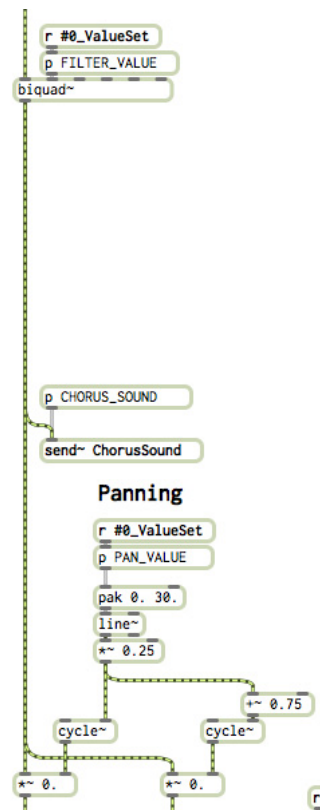 r #0_ValueSet
p FILTER_VALUE
biquad~
p CHORUS_SOUND
send~ ChorusSound
Panning
r #0_ValueSet
p PAN_VALUE
pak 0. 30.
line~
*~ 0.25
+~ 0.75
cycle~ cycle~
*~ 0. *~ 0.
r